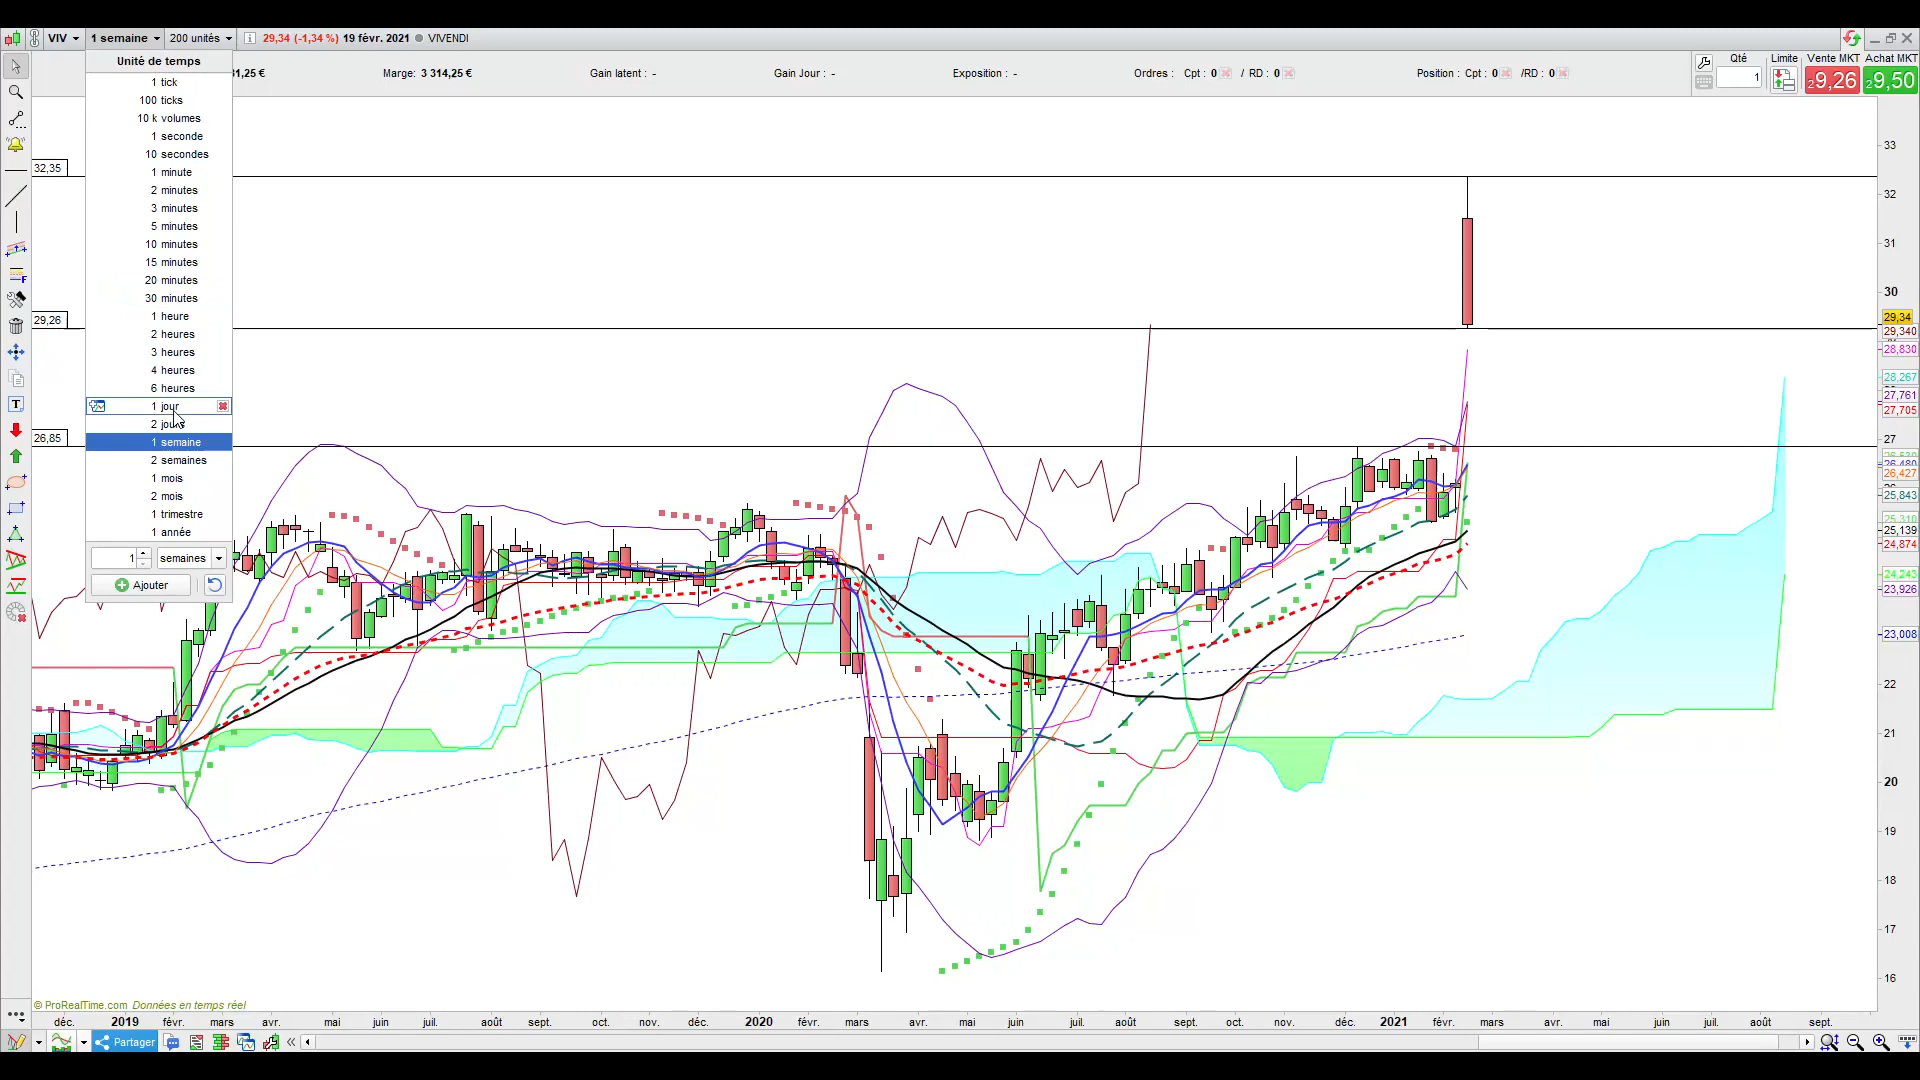 VIV
1 semaine
200 unités
29,34 (-1,34 %) 19 févr. 2021 VIVENDI
Unité de temps
31,25 €
Marge: 3 314,25 €
Gain latent : -
Gain Jour : -
Exposition : -
Ordres : Cpt : 0 / RD : 0
Position : Cpt : 0 /RD : 0
Qté
1
Limite
Vente MKT
29,26
Achat MKT
29,50
1 tick
100 ticks
10 k volumes
1 seconde
10 secondes
1 minute
2 minutes
3 minutes
5 minutes
10 minutes
15 minutes
20 minutes
30 minutes
1 heure
2 heures
3 heures
4 heures
6 heures
1 jour
2 jours
1 semaine
2 semaines
1 mois
2 mois
1 trimestre
1 année
1
semaines
Ajouter
32,35
29,26
26,85
33
32
31
30
29,34
29,340
28,830
28,267
27,761
27,705
27
26,427
25,843
25,139
24,874
24,243
23,926
23,008
22
21
20
19
18
17
16
© ProRealTime.com Données en temps réel
déc. 2019 févr. mars avr. mai juin juil. août sept. oct. nov. déc. 2020 févr. mars avr. mai juin juil. août sept. oct. nov. déc. 2021 févr. mars avr. mai juin juil. août sept.
Partager